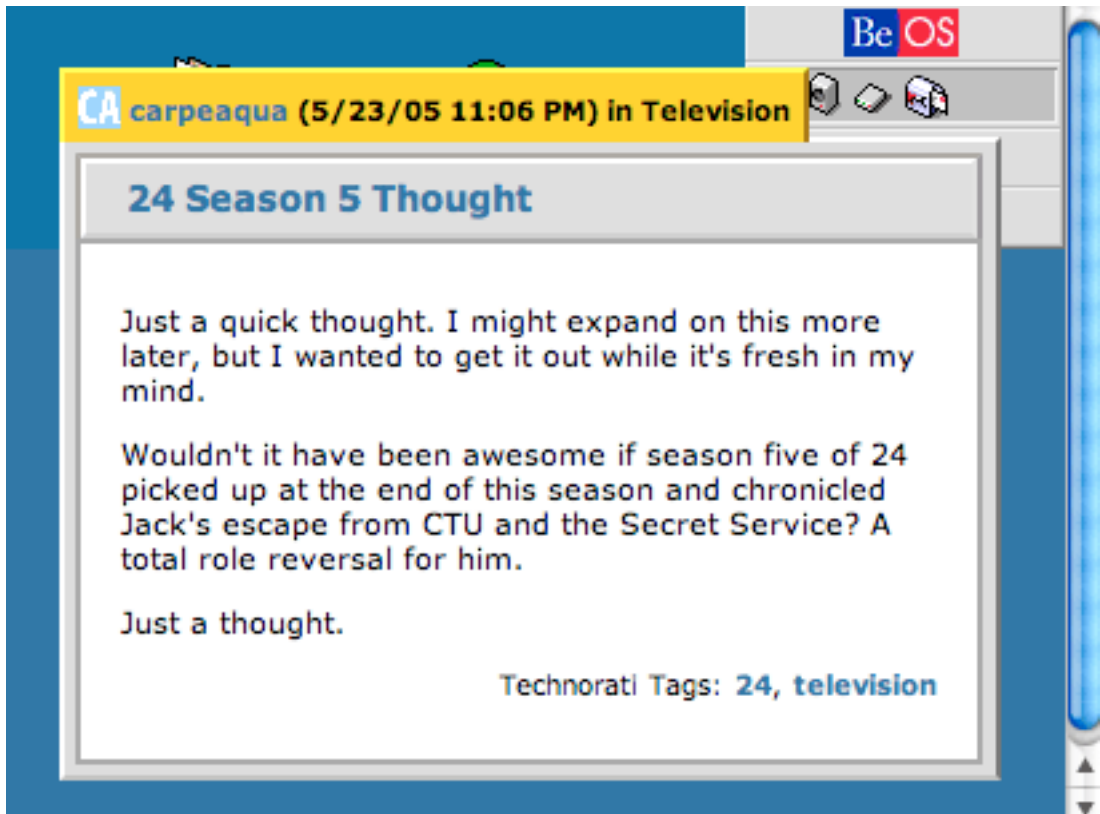 Be OS
CA carpeaqua (5/23/05 11:06 PM) in Television
24 Season 5 Thought
Just a quick thought. I might expand on this more
later, but I wanted to get it out while it's fresh in my
mind.
Wouldn't it have been awesome if season five of 24
picked up at the end of this season and chronicled
Jack's escape from CTU and the Secret Service? A
total role reversal for him.
Just a thought.
Technorati Tags: 24, television